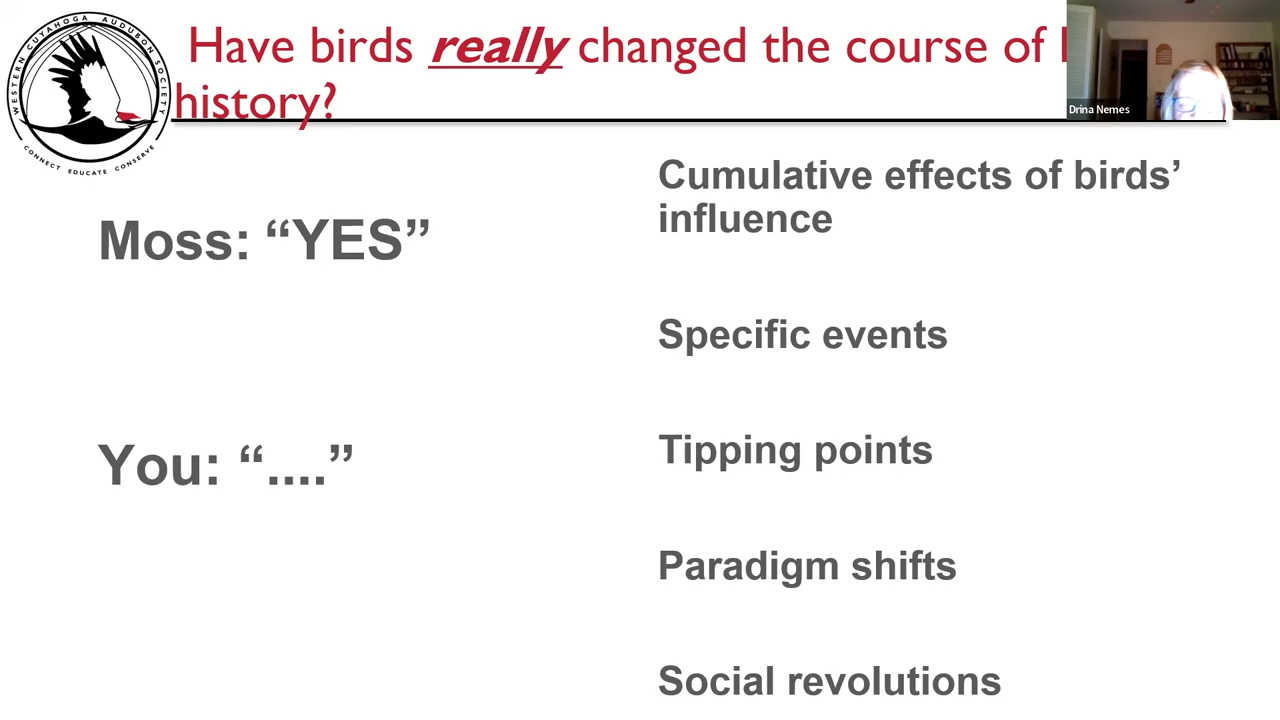 Have birds really changed the course of
history?
Drina Nemes
WESTERN CUYAHOGA AUDUBON SOCIETY
CONNECT EDUCATE CONSERVE
Moss: “YES”
You: “....”
Cumulative effects of birds’
influence
Specific events
Tipping points
Paradigm shifts
Social revolutions